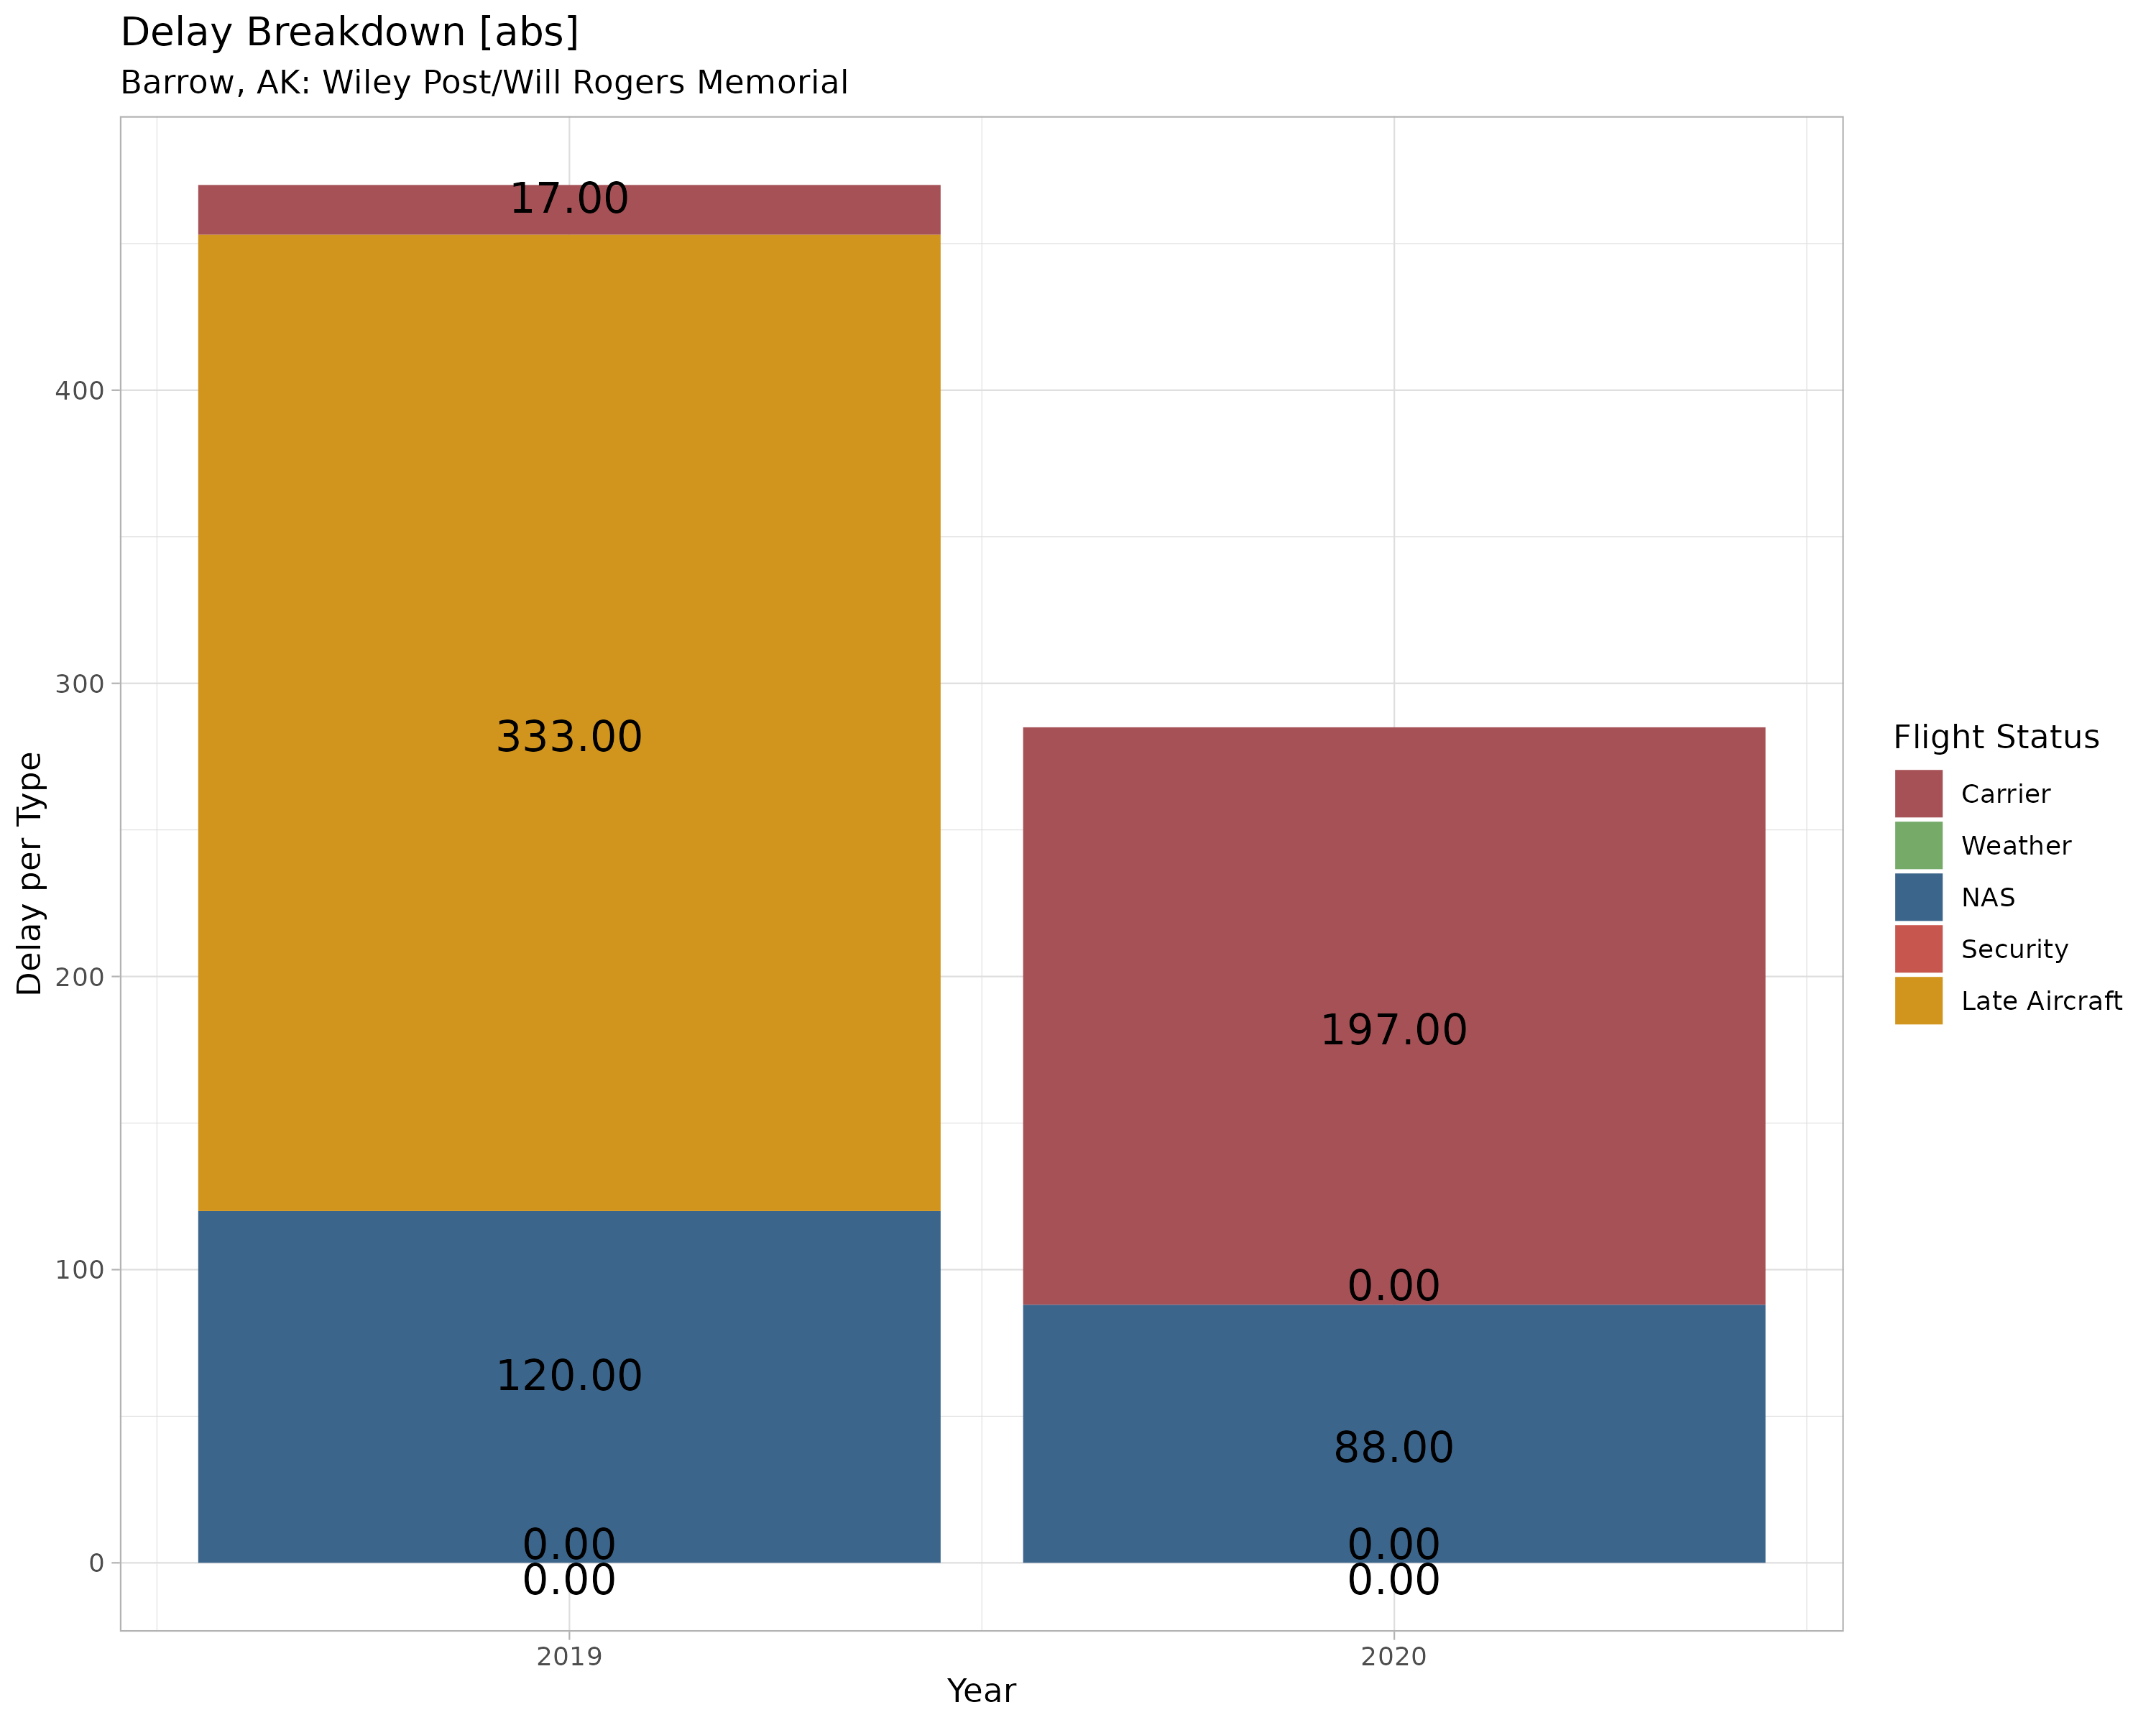 Delay Breakdown [abs]
Barrow, AK: Wiley Post/Will Rogers Memorial
17.00
333.00
120.00
0.00
0.00
197.00
0.00
88.00
0.00
0.00
400
300
200
100
0
Delay per Type
2019
2020
Year
Flight Status
Carrier
Weather
NAS
Security
Late Aircraft